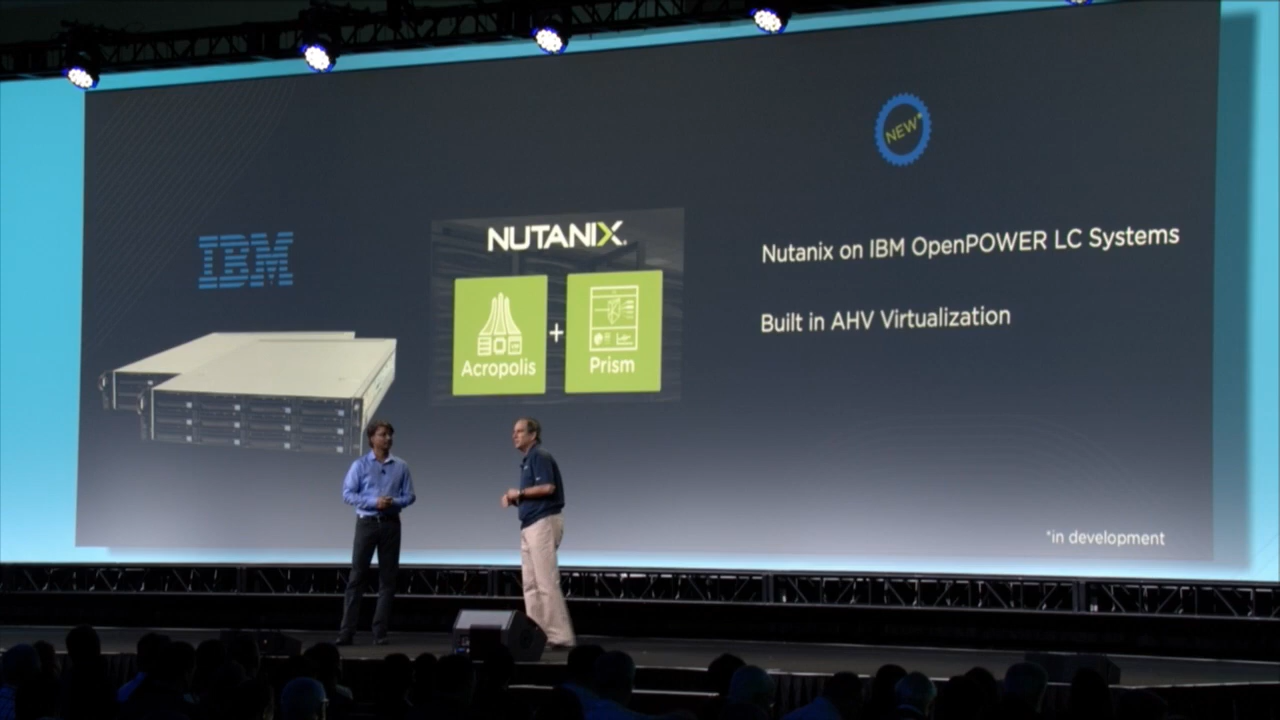 NEW*
IBM
NUTANIX
Acropolis
+
Prism
Nutanix on IBM OpenPOWER LC Systems
Built in AHV Virtualization
*in development